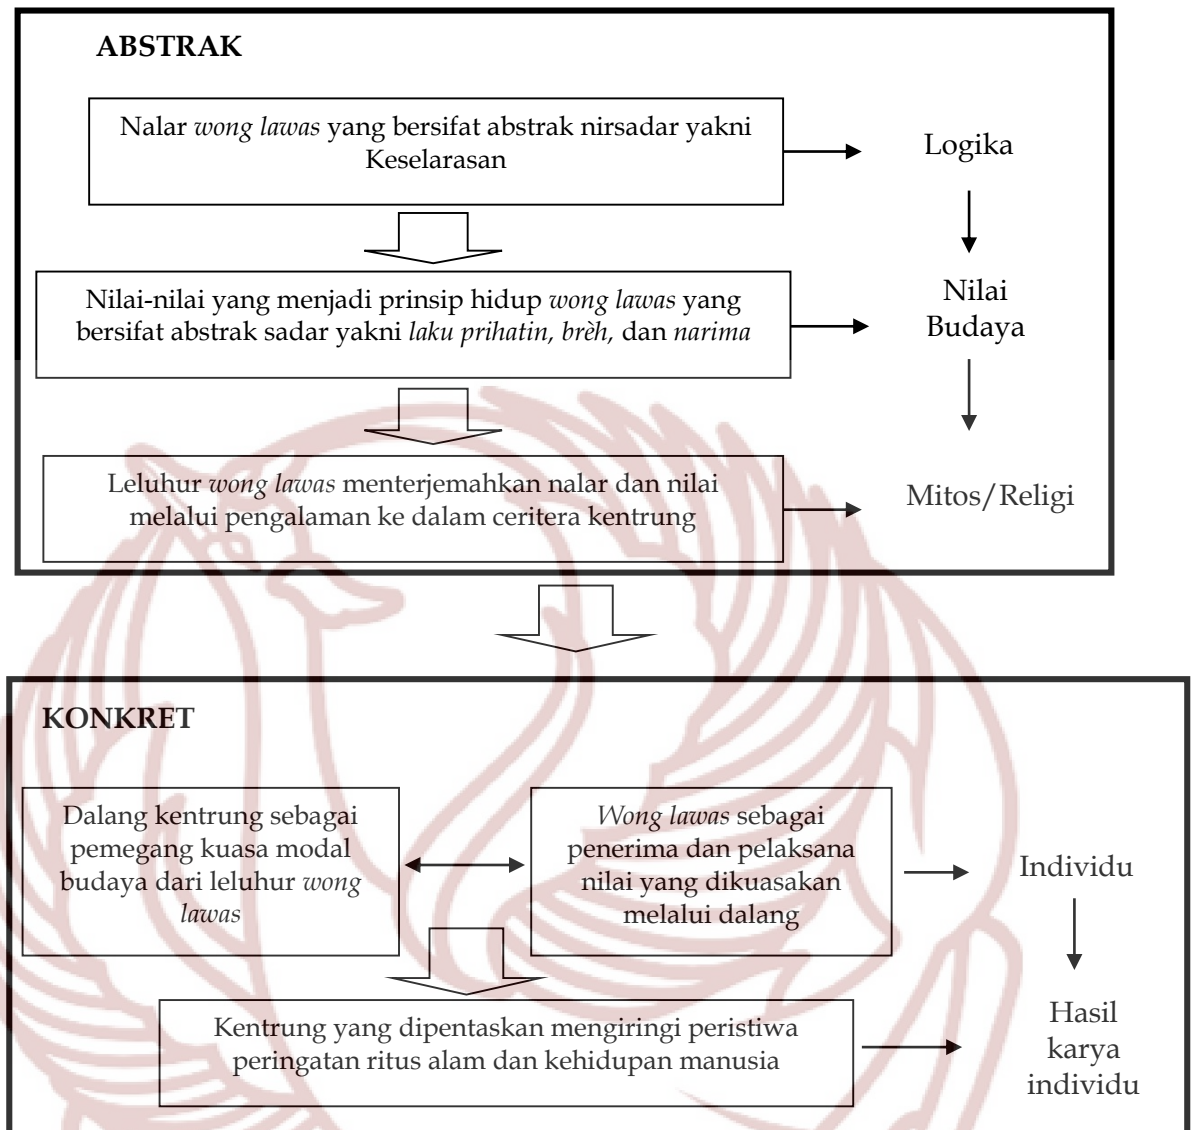 ABSTRAK
Nalar wong lawas yang bersifat abstrak nirsadar yakni
Keselarasan
Logika
Nilai-nilai yang menjadi prinsip hidup wong lawas yang
bersifat abstrak sadar yakni laku prihatin, brèh, dan narima
Nilai
Budaya
Leluhur wong lawas menterjemahkan nalar dan nilai
melalui pengalaman ke dalam ceritera kentrung
Mitos/Religi
KONKRET
Dalang kentrung sebagai
pemegang kuasa modal
budaya dari leluhur wong
lawas
Wong lawas sebagai
penerima dan pelaksana
nilai yang dikuasakan
melalui dalang
Individu
Kentrung yang dipentaskan mengiringi peristiwa
peringatan ritus alam dan kehidupan manusia
Hasil
karya
individu